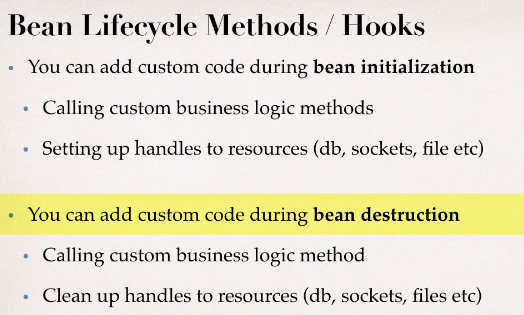 Bean Lifecycle Methods / Hooks
• You can add custom code during bean initialization
• Calling custom business logic methods
• Setting up handles to resources (db, sockets, file etc)
• You can add custom code during bean destruction
• Calling custom business logic method
• Clean up handles to resources (db, sockets, files etc)